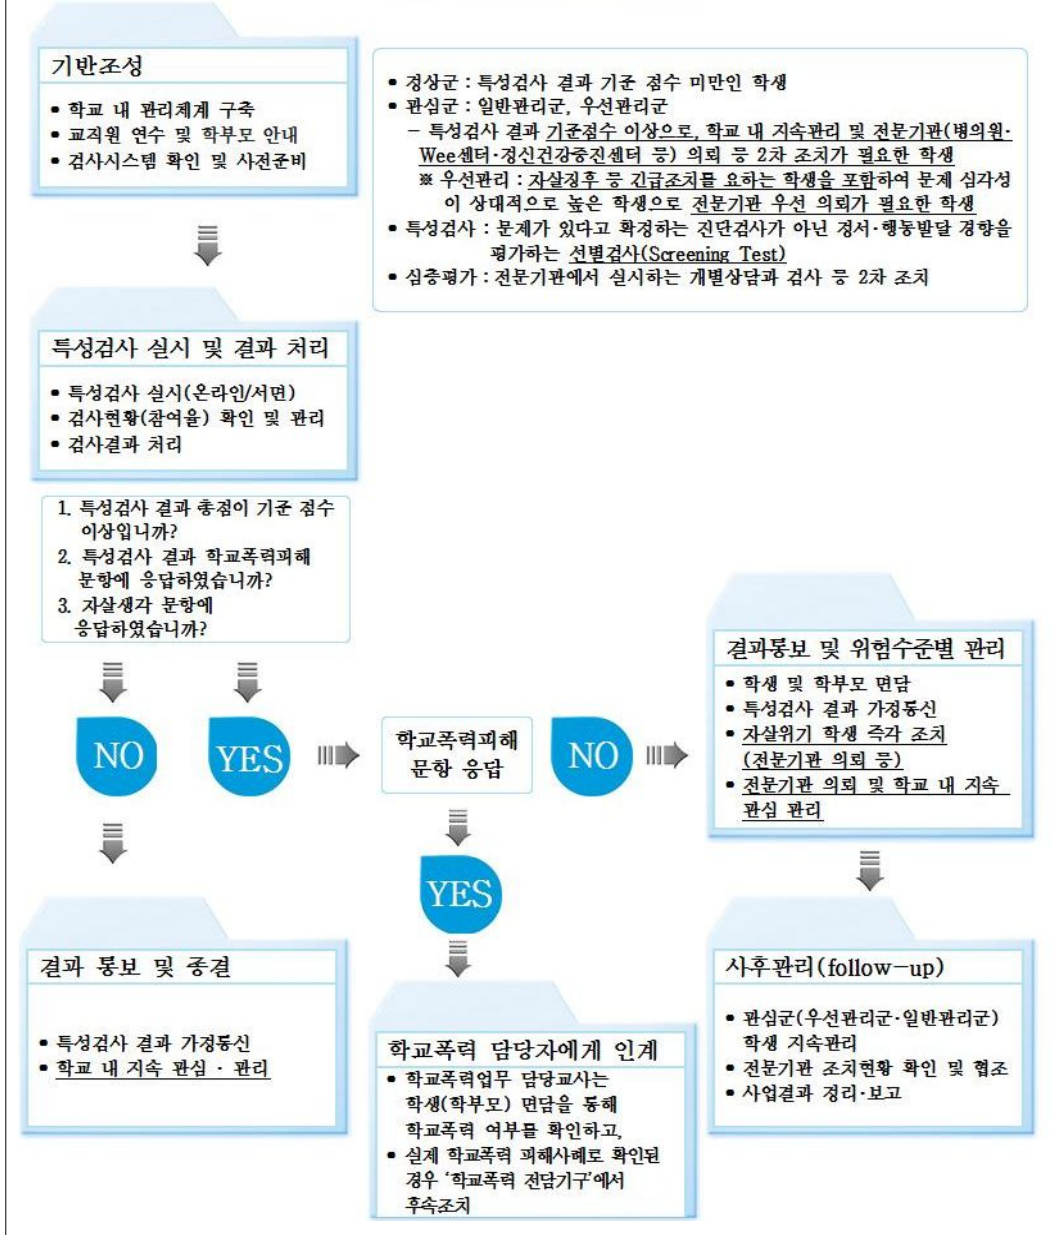 기반조성
• 학교 내 관리체계 구축
• 교직원 연수 및 학부모 안내
• 검사시스템 확인 및 사전준비
• 정상군 : 특성검사 결과 기준 점수 미만인 학생
• 관심군 : 일반관리군, 우선관리군
− 특성검사 결과 기준점수 이상으로, 학교 내 지속관리 및 전문기관(병의원·
Wee센터·정신건강증진센터 등) 의뢰 등 2차 조치가 필요한 학생
※ 우선관리 : 자살징후 등 긴급조치를 요하는 학생을 포함하여 문제 심각성
이 상대적으로 높은 학생으로 전문기관 우선 의뢰가 필요한 학생
• 특성검사 : 문제가 있다고 확정하는 진단검사가 아닌 정서·행동발달 경향을
평가하는 선별검사(Screening Test)
• 심층평가 : 전문기관에서 실시하는 개별상담과 검사 등 2차 조치
특성검사 실시 및 결과 처리
• 특성검사 실시(온라인/서면)
• 검사현황(참여율) 확인 및 관리
• 검사결과 처리
1. 특성검사 결과 총점이 기준 점수
이상입니까?
2. 특성검사 결과 학교폭력피해
문항에 응답하였습니까?
3. 자살생각 문항에
응답하였습니까?
NO
YES
학교폭력피해
문항 응답
NO
결과통보 및 위험수준별 관리
• 학생 및 학부모 면담
• 특성검사 결과 가정통신
• 자살위기 학생 즉각 조치
(전문기관 의뢰 등)
• 전문기관 의뢰 및 학교 내 지속
관심 관리
YES
결과 통보 및 종결
• 특성검사 결과 가정통신
• 학교 내 지속 관심 · 관리
학교폭력 담당자에게 인계
• 학교폭력업무 담당교사는
학생(학부모) 면담을 통해
학교폭력 여부를 확인하고,
• 실제 학교폭력 피해사례로 확인된
경우 ‘학교폭력 전담기구’에서
후속조치
사후관리(follow−up)
• 관심군(우선관리군·일반관리군)
학생 지속관리
• 전문기관 조치현황 확인 및 협조
• 사업결과 정리·보고